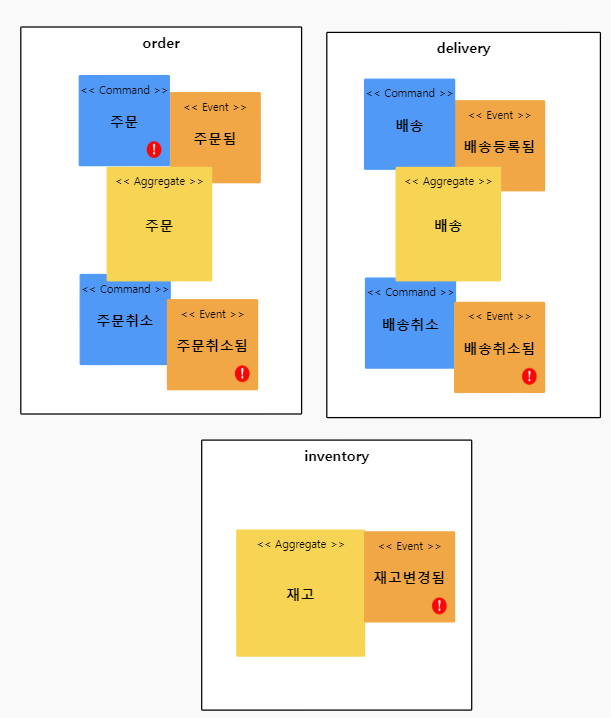 order
<< Command >>
주문
<< Event >>
주문됨
<< Aggregate >>
주문
<< Command >>
주문취소
<< Event >>
주문취소됨
delivery
<< Command >>
배송
<< Event >>
배송등록됨
<< Aggregate >>
배송
<< Command >>
배송취소
<< Event >>
배송취소됨
inventory
<< Aggregate >>
재고
<< Event >>
재고변경됨